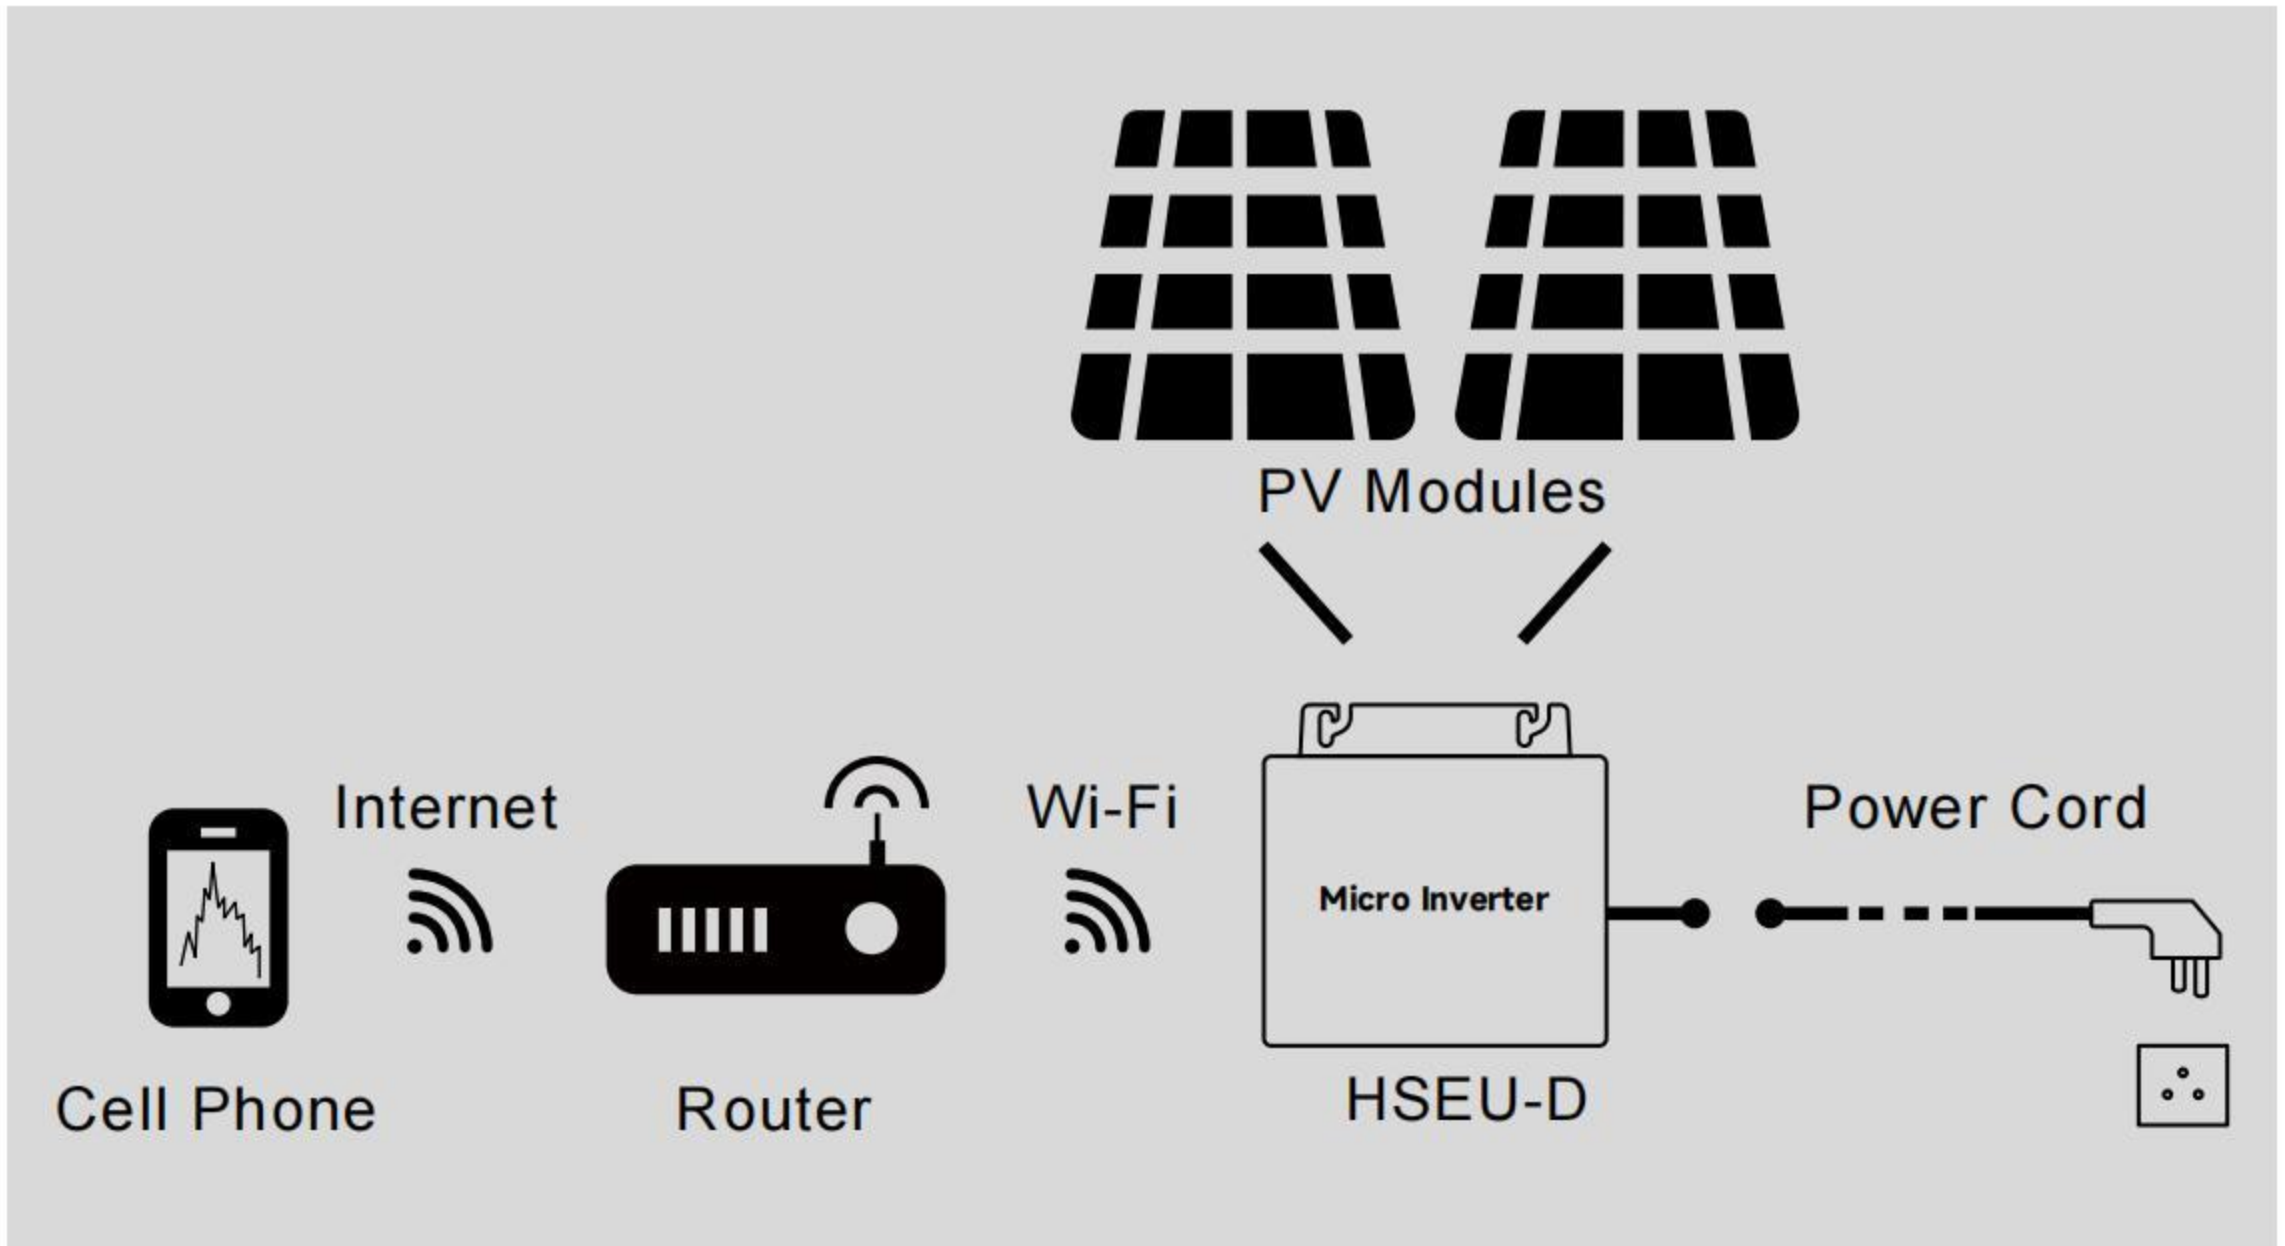 PV Modules
Internet
Wi-Fi
Power Cord
Micro Inverter
Cell Phone
Router
HSEU-D